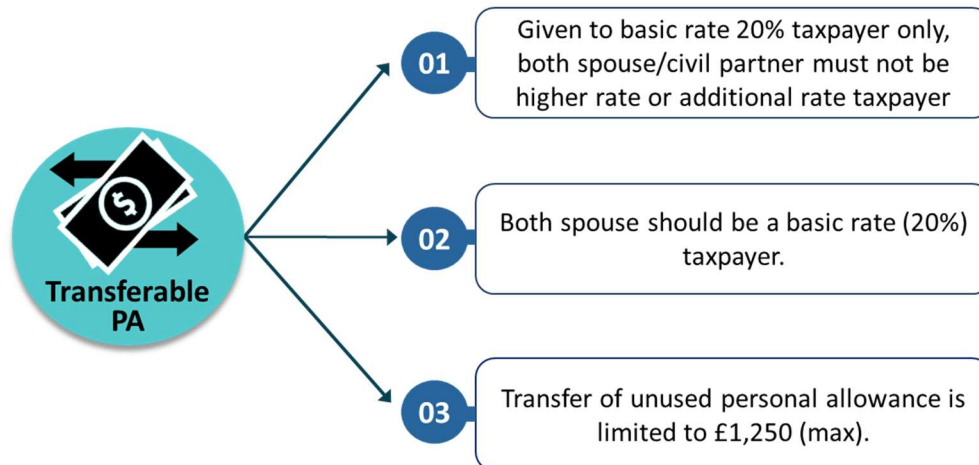 Transferable
PA
01
Given to basic rate 20% taxpayer only,
both spouse/civil partner must not be
higher rate or additional rate taxpayer
02
Both spouse should be a basic rate (20%)
taxpayer.
03
Transfer of unused personal allowance is
limited to £1,250 (max).